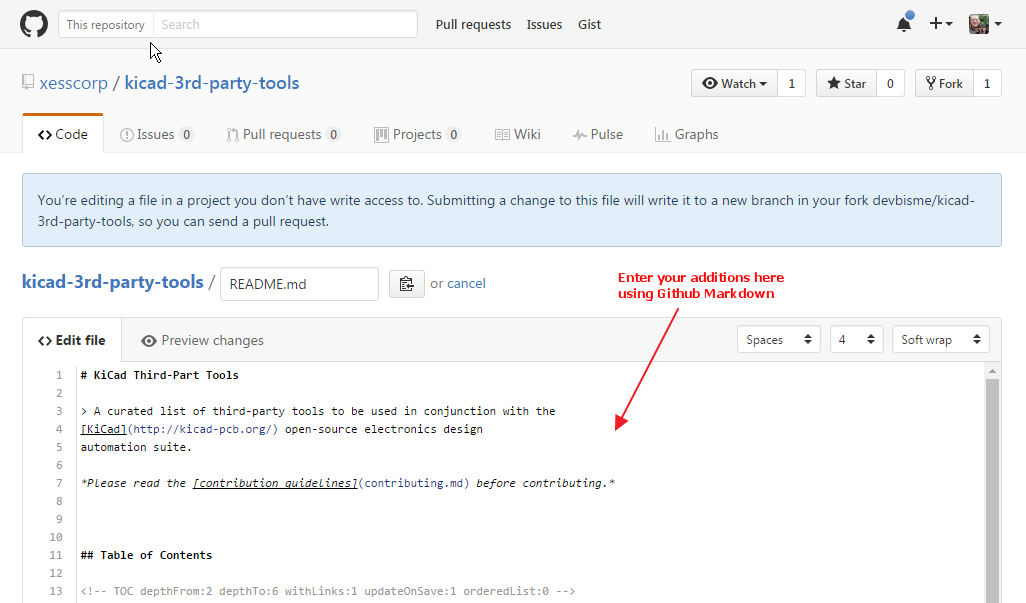 This repository Search Pull requests Issues Gist
xesscorp / kicad-3rd-party-tools Watch 1 Star 0 Fork 1
Code Issues 0 Pull requests 0 Projects 0 Wiki Pulse Graphs
You’re editing a file in a project you don’t have write access to. Submitting a change to this file will write it to a new branch in your fork devbisme/kicad-
3rd-party-tools, so you can send a pull request.
kicad-3rd-party-tools / README.md or cancel
Enter your additions here
using Github Markdown
<> Edit file Preview changes Spaces 4 Soft wrap
1 # KiCad Third-Part Tools
2
3 > A curated list of third-party tools to be used in conjunction with the
4 [KiCad](http://kicad-pcb.org/) open-source electronics design
5 automation suite.
6
7 *Please read the [contribution guidelines](contributing.md) before contributing.*
8
9
10
11 ## Table of Contents
12
13 <!-- TOC depthFrom:2 depthTo:6 withLinks:1 updateOnSave:1 orderedList:0 -->